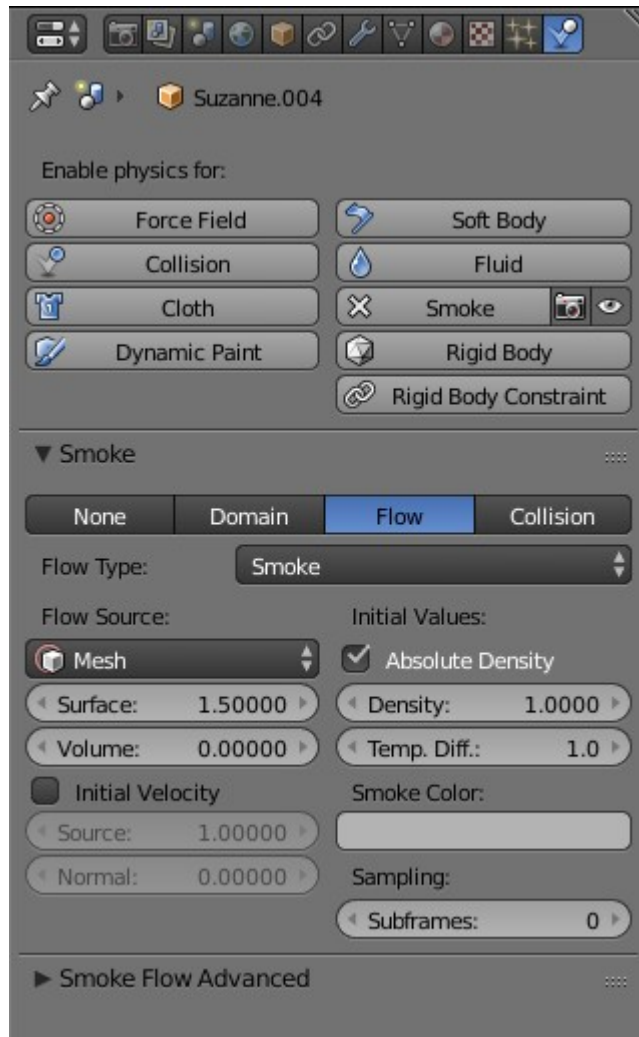 Suzanne.004
Enable physics for:
Force Field Soft Body
Collision Fluid
Cloth Smoke
Dynamic Paint Rigid Body
Rigid Body Constraint
Smoke
None Domain Flow Collision
Flow Type: Smoke
Flow Source: Initial Values:
Mesh Absolute Density
Surface: 1.50000 Density: 1.0000
Volume: 0.00000 Temp. Diff.: 1.0
Initial Velocity Smoke Color:
Source: 1.00000
Normal: 0.00000 Sampling:
Subframes: 0
Smoke Flow Advanced